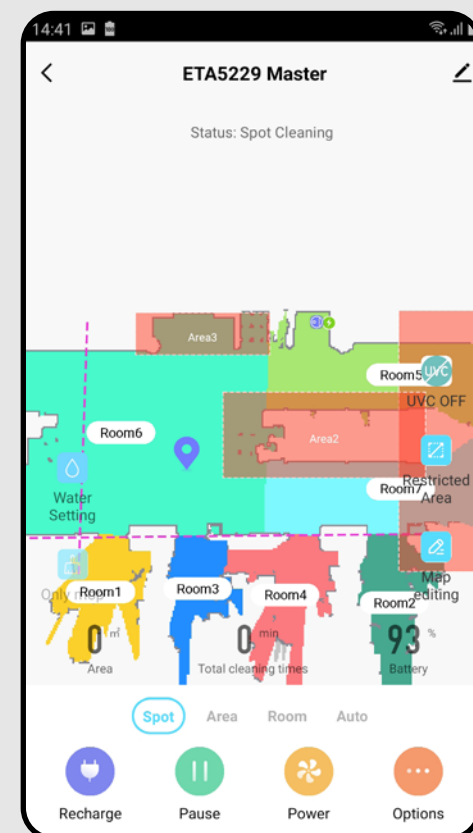 14:41
ETA5229 Master
Status: Spot Cleaning
Area3
Room5
UVC
UVC OFF
Room6
Area2
Room7
Restricted
Area
Water
Setting
Map
editing
Only mop
Room1
Room3
Room4
Room2
0 ㎡
0 min
93 %
Area
Total cleaning times
Battery
Spot
Area
Room
Auto
Recharge
Pause
Power
Options